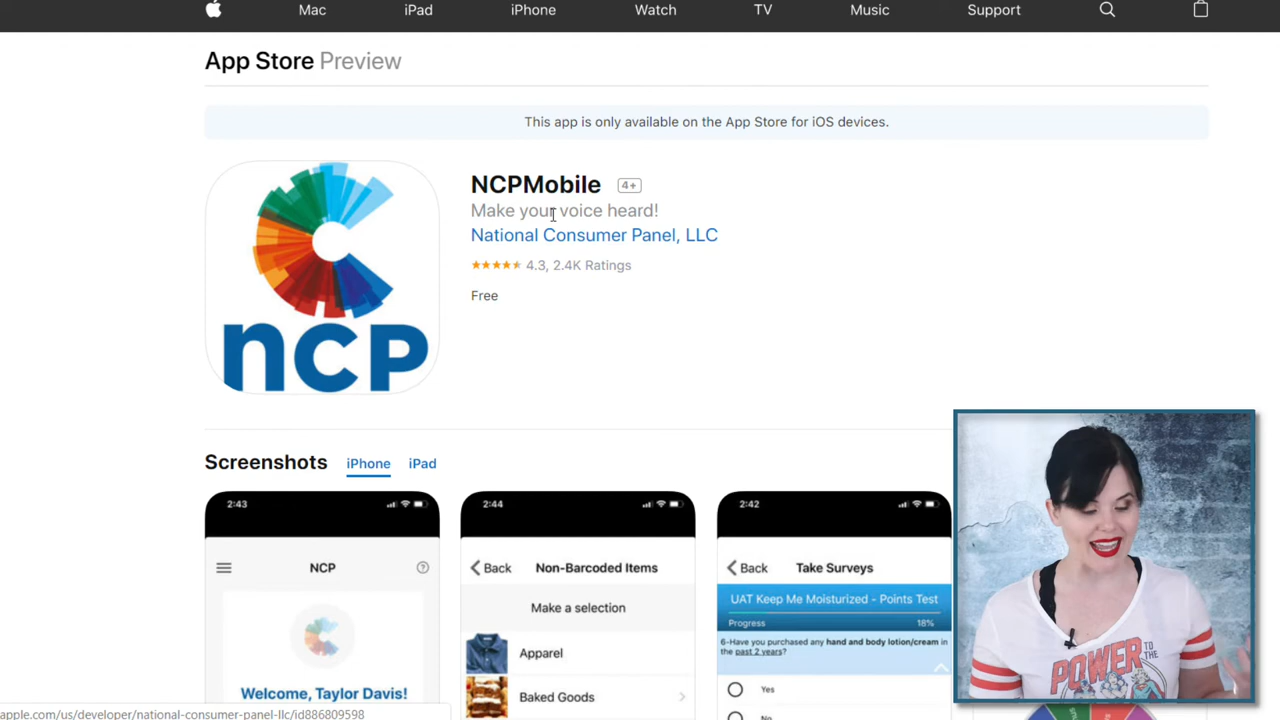 Mac iPad iPhone Watch TV Music Support
App Store Preview
This app is only available on the App Store for iOS devices.
ncp
NCPMobile 4+
Make your voice heard!
National Consumer Panel, LLC
4.3, 2.4K Ratings
Free
Screenshots iPhone iPad
2:43
NCP
Welcome, Taylor Davis!
2:44
Back Non-Barcoded Items
Make a selection
Apparel
Baked Goods
2:42
Back Take Surveys
UAT Keep Me Moisturized - Points Test
Progress 18%
6-Have you purchased any hand and body lotion/cream in
the past 2 years?
Yes
No
POWER TO THE
apple.com/us/developer/national-consumer-panel-llc/id886809598